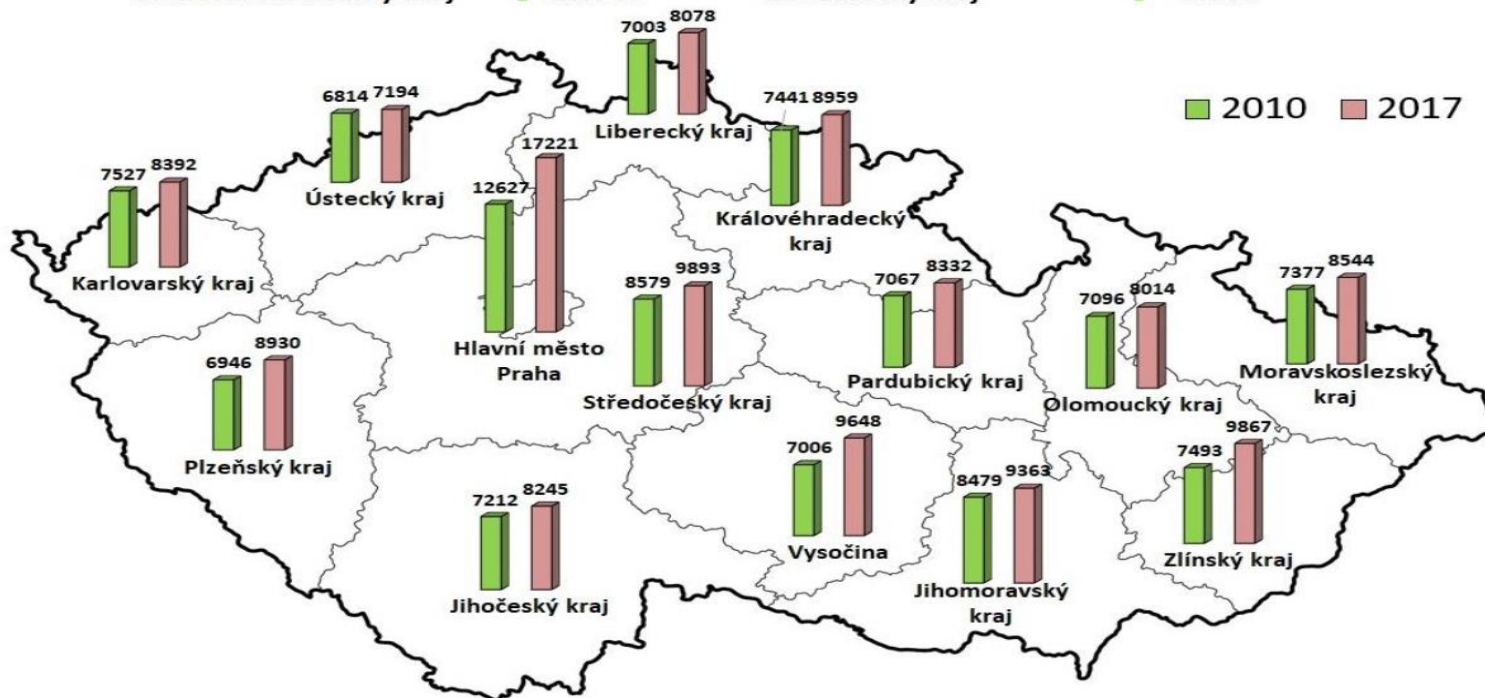 7003 8078
Liberecký kraj
6814 7194
Ústecký kraj
7441 8959
Královéhradecký
kraj
2010 2017
7527 8392
Karlovarský kraj
12627 17221
Hlavní město
Praha
8579 9893
Středočeský kraj
7067 8332
Pardubický kraj
7096 8014
Olomoucký kraj
7377 8544
Moravskoslezský
kraj
6946 8930
Plzeňský kraj
7212 8245
Jihočeský kraj
7006 9648
Vysočina
8479 9363
Jihomoravský
kraj
7493 9867
Zlínský kraj